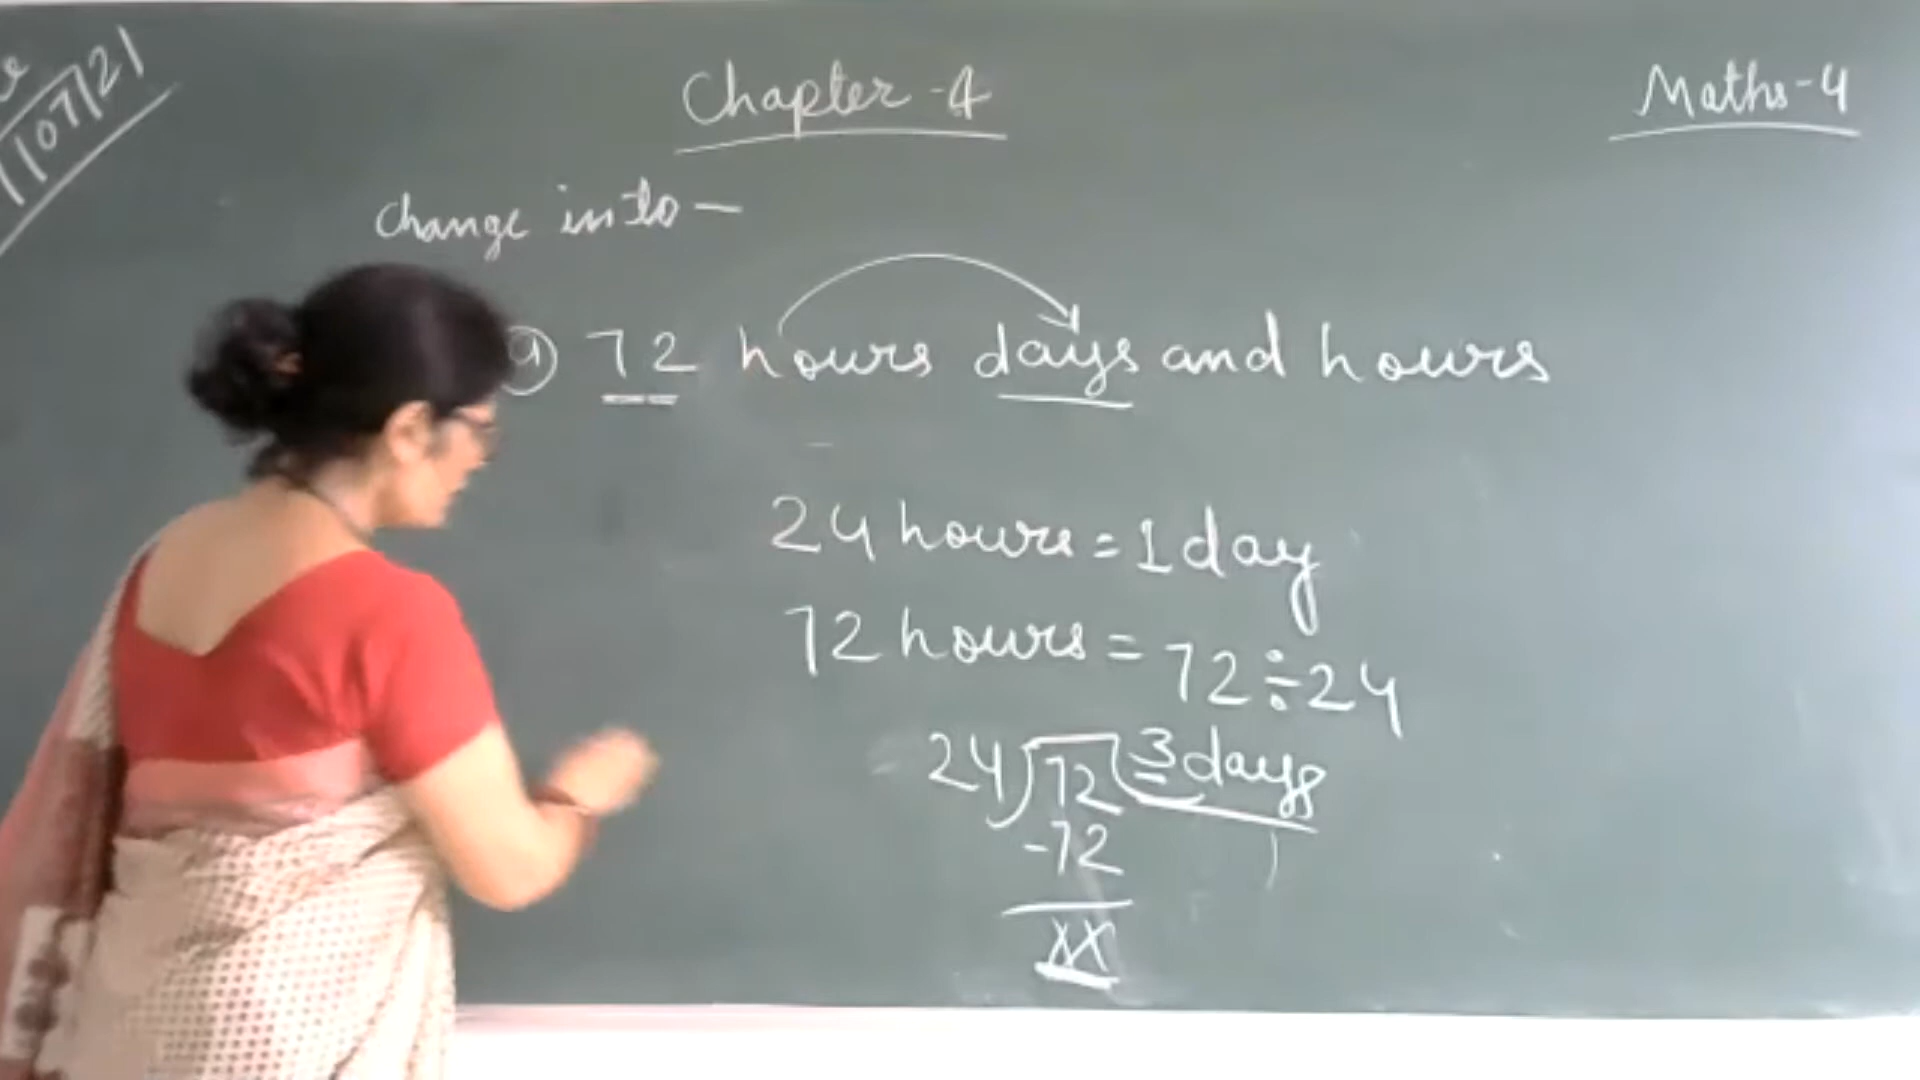 /07/21
Chapter-4
Maths-4
Change into —
a) 72 hours days and hours
24 hours = 1 day
72 hours = 72 ÷ 24
24)72(3 days
-72
XX